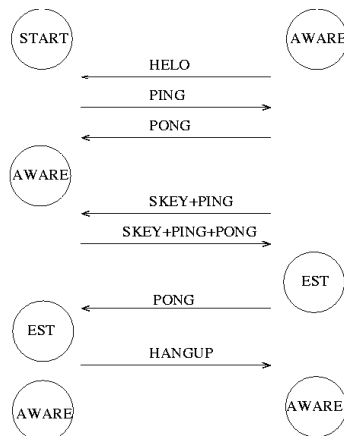 START
AWARE
HELO
PING
PONG
AWARE
SKEY+PING
SKEY+PING+PONG
EST
PONG
EST
HANGUP
AWARE
AWARE